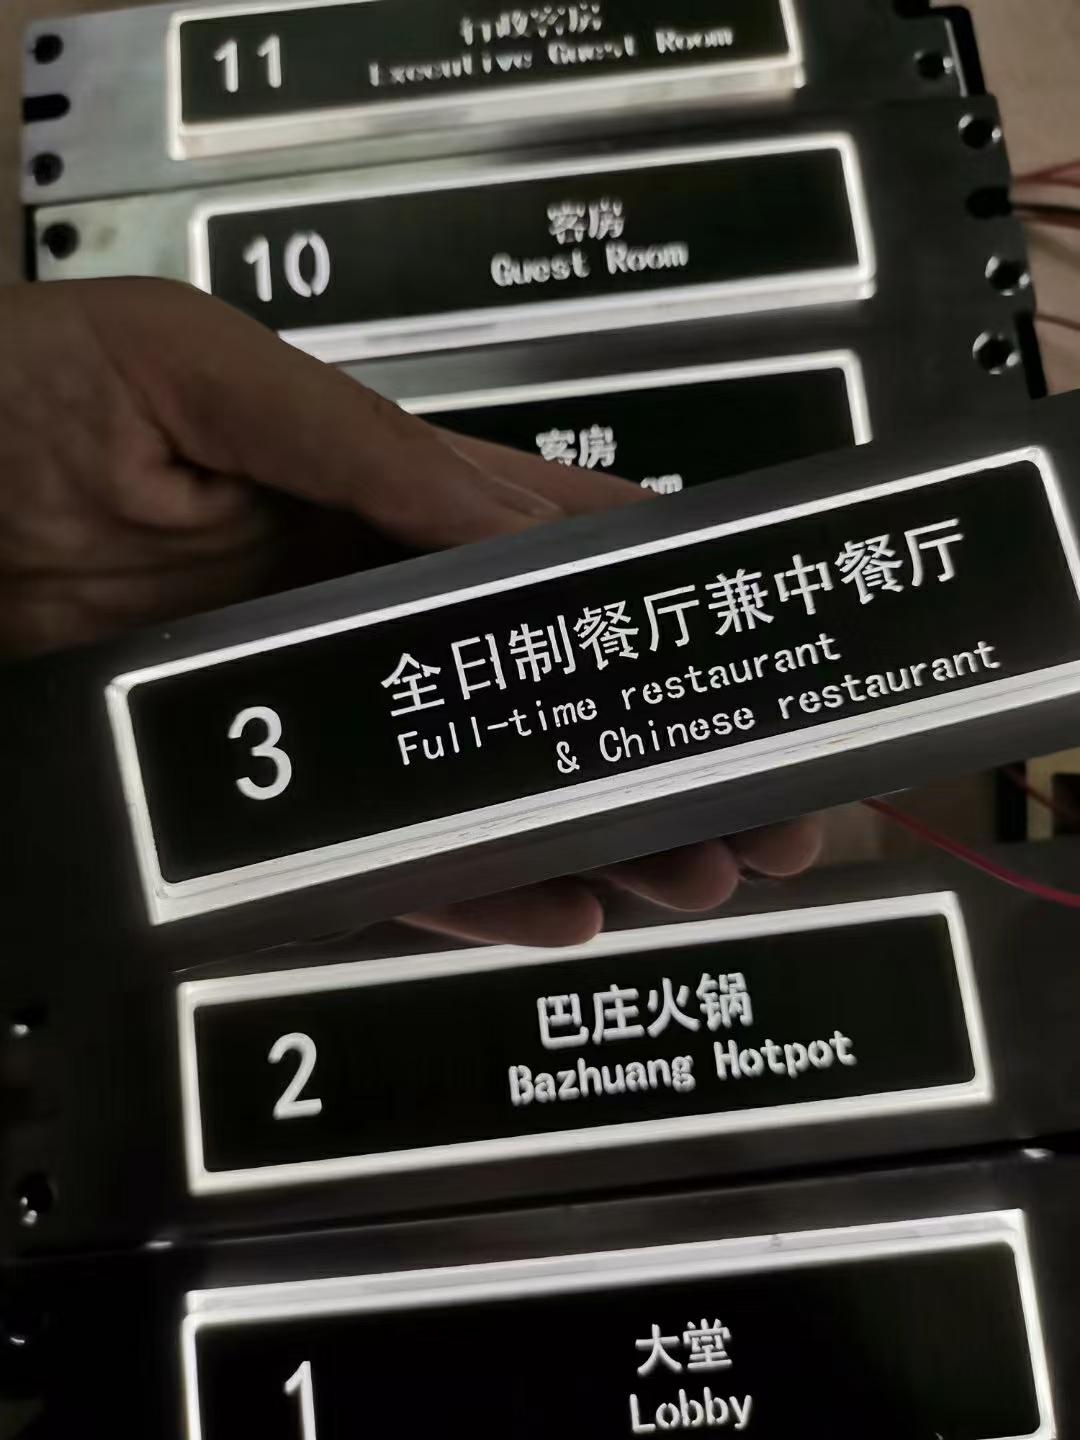 11
行政客房
Executive Guest Room
10
客房
Guest Room
客房
om
3
全日制餐厅兼中餐厅
Full-time restaurant
& Chinese restaurant
2
巴庄火锅
Bazhuang Hotpot
1
大堂
Lobby